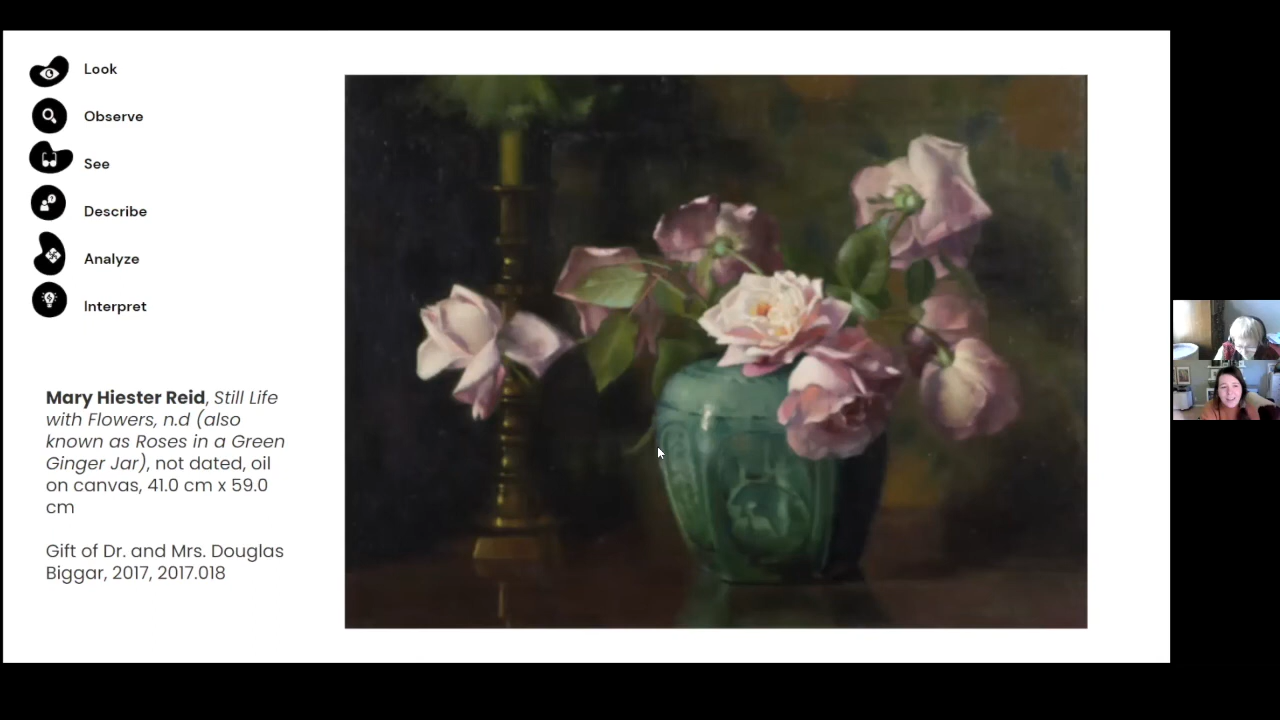 Look
Observe
See
Describe
Analyze
Interpret
Mary Hiester Reid, Still Life
with Flowers, n.d (also
known as Roses in a Green
Ginger Jar), not dated, oil
on canvas, 41.0 cm x 59.0
cm
Gift of Dr. and Mrs. Douglas
Biggar, 2017, 2017.018